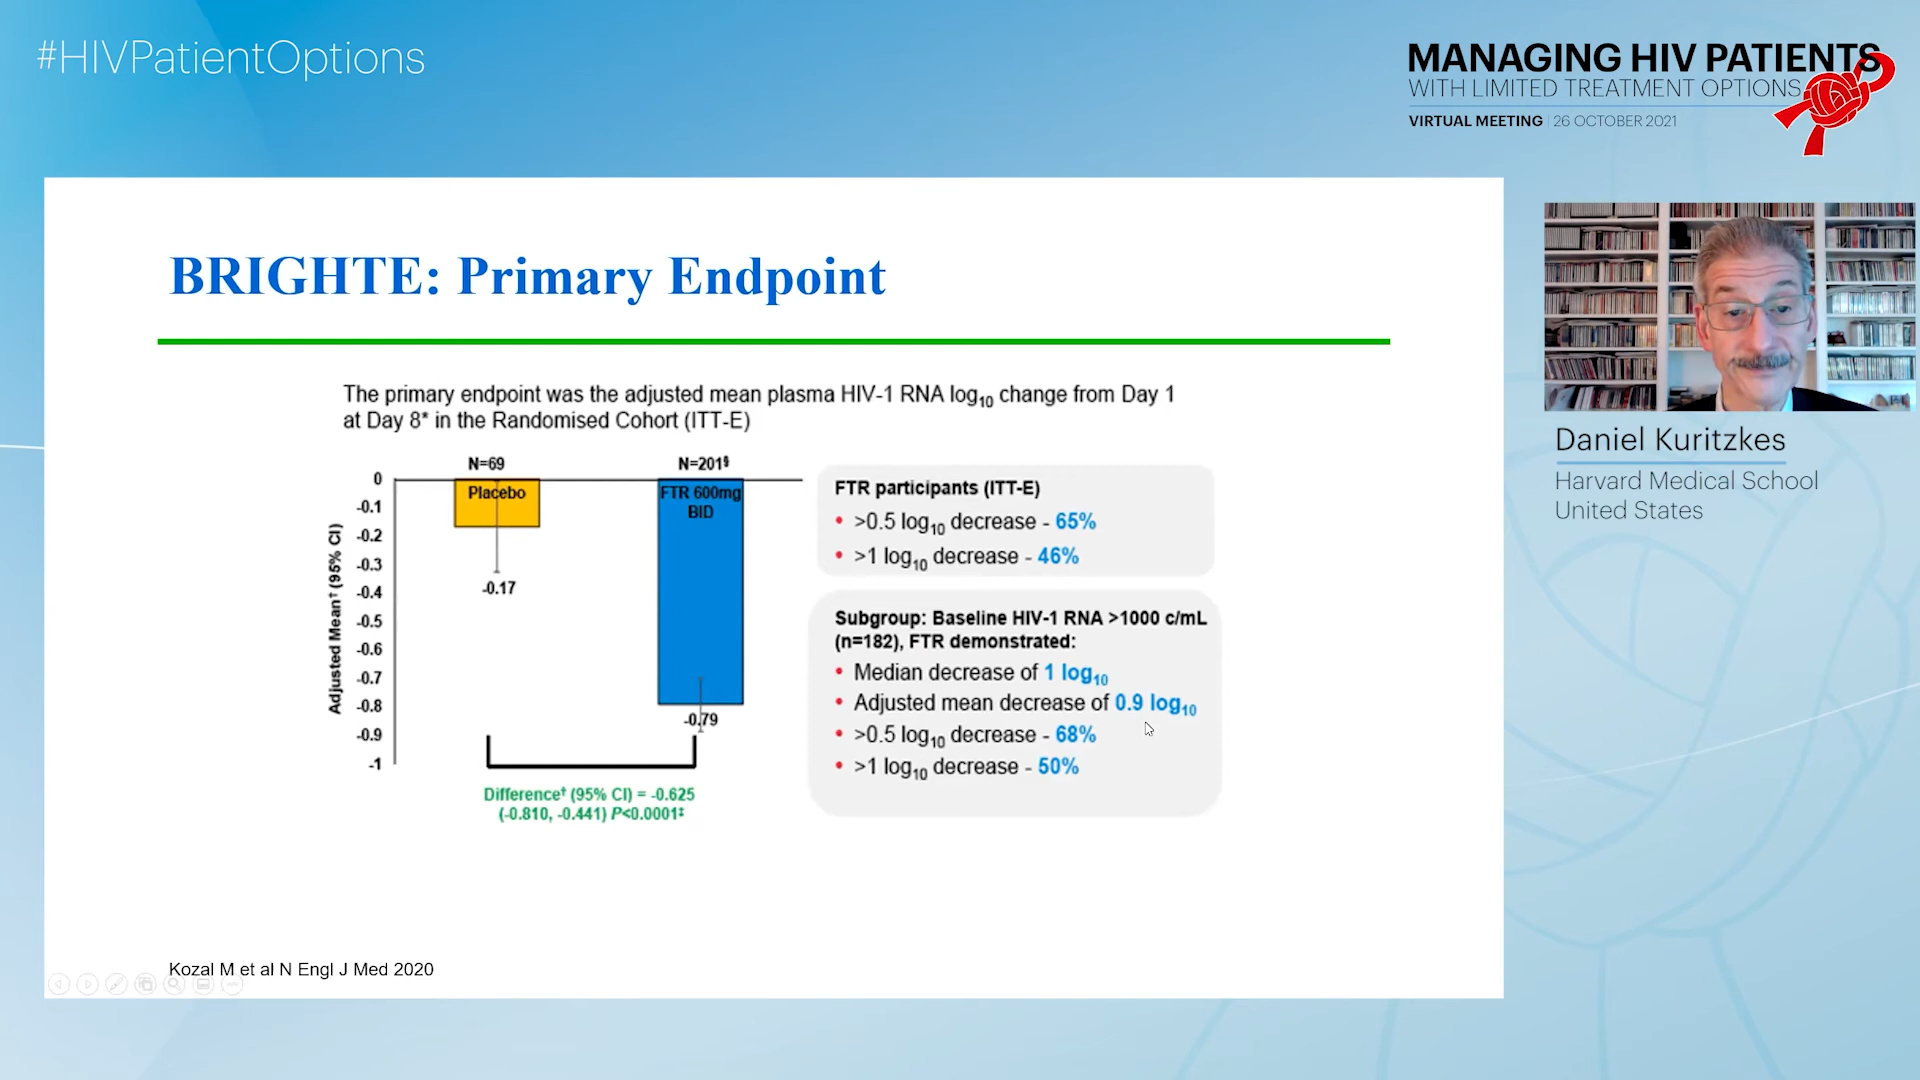 #HIVPatientOptions
MANAGING HIV PATIENTS
WITH LIMITED TREATMENT OPTIONS
VIRTUAL MEETING | 26 OCTOBER 2021
BRIGHTE: Primary Endpoint
The primary endpoint was the adjusted mean plasma HIV-1 RNA log10 change from Day 1
at Day 8* in the Randomised Cohort (ITT-E)
N=69
N=201§
Adjusted Mean† (95% CI)
0
-0.1
-0.2
-0.3
-0.4
-0.5
-0.6
-0.7
-0.8
-0.9
-1
Placebo
-0.17
FTR 600mg
BID
-0.79
Difference† (95% CI) = -0.625
(-0.810, -0.441) P<0.0001‡
FTR participants (ITT-E)
• >0.5 log10 decrease - 65%
• >1 log10 decrease - 46%
Subgroup: Baseline HIV-1 RNA >1000 c/mL
(n=182), FTR demonstrated:
• Median decrease of 1 log10
• Adjusted mean decrease of 0.9 log10
• >0.5 log10 decrease - 68%
• >1 log10 decrease - 50%
Kozal M et al N Engl J Med 2020
Daniel Kuritzkes
Harvard Medical School
United States